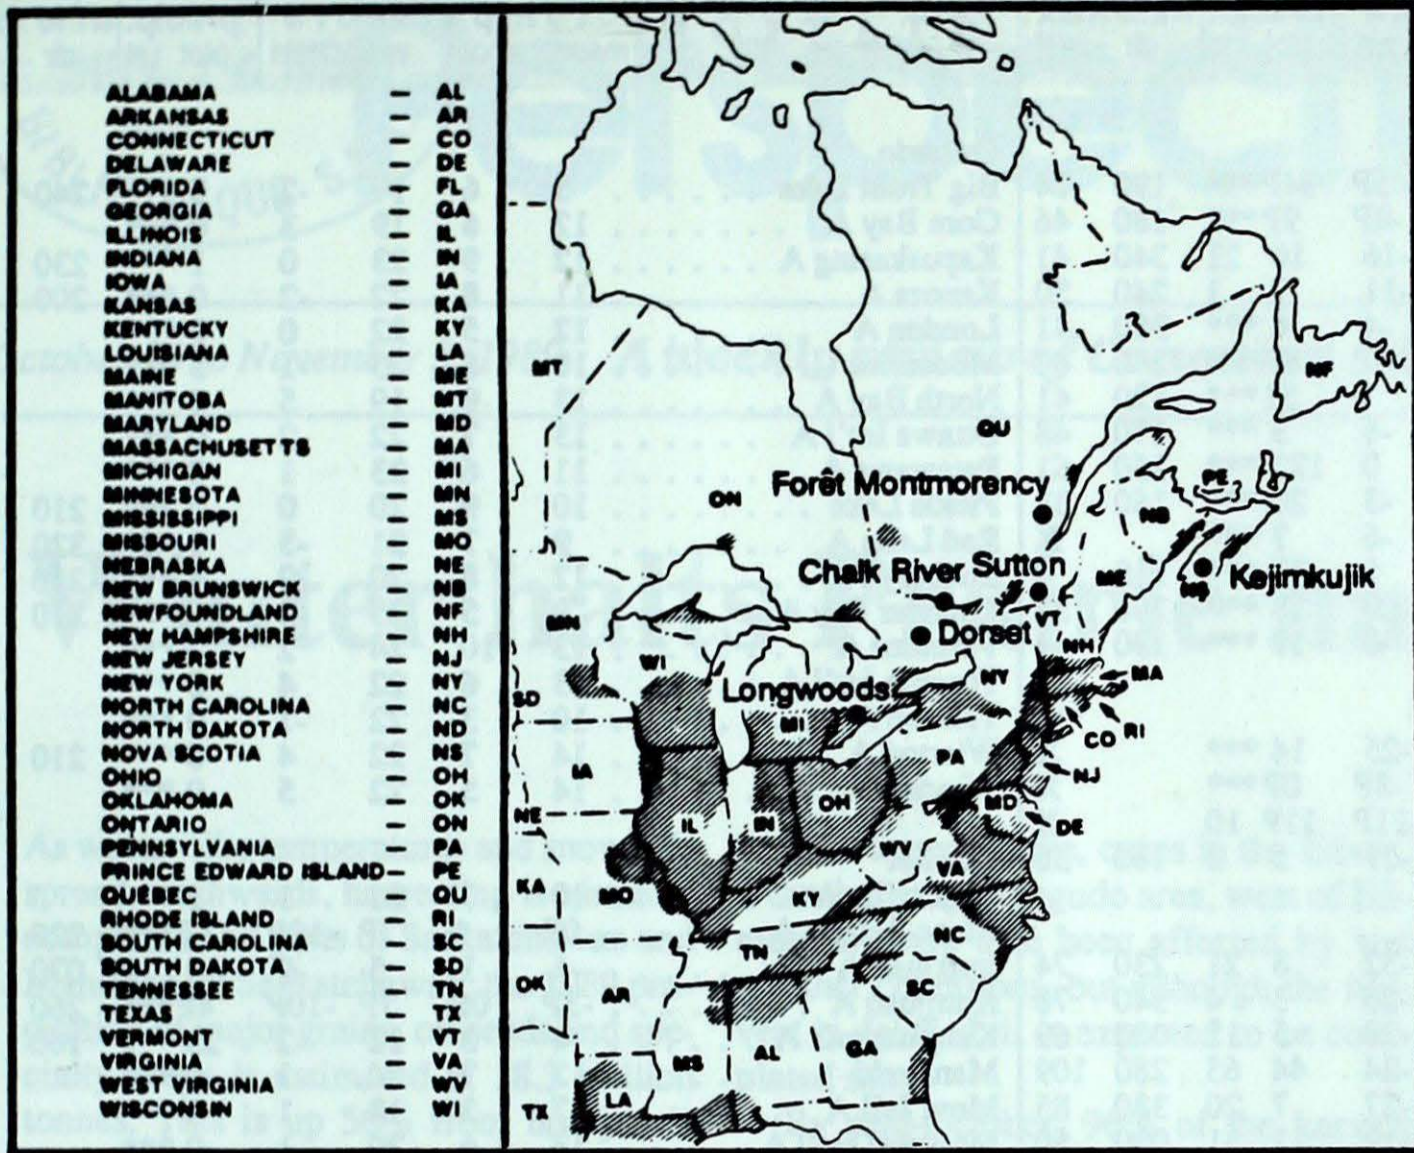 ALABAMA – AL
ARKANSAS – AR
CONNECTICUT – CO
DELAWARE – DE
FLORIDA – FL
GEORGIA – GA
ILLINOIS – IL
INDIANA – IN
IOWA – IA
KANSAS – KA
KENTUCKY – KY
LOUISIANA – LA
MAINE – ME
MANITOBA – MT
MARYLAND – MD
MASSACHUSETTS – MA
MICHIGAN – MI
MINNESOTA – MN
MISSISSIPPI – MS
MISSOURI – MO
NEBRASKA – NE
NEW BRUNSWICK – NB
NEWFOUNDLAND – NF
NEW HAMPSHIRE – NH
NEW JERSEY – NJ
NEW YORK – NY
NORTH CAROLINA – NC
NORTH DAKOTA – ND
NOVA SCOTIA – NS
OHIO – OH
OKLAHOMA – OK
ONTARIO – ON
PENNSYLVANIA – PA
PRINCE EDWARD ISLAND – PE
QUEBEC – QU
RHODE ISLAND – RI
SOUTH CAROLINA – SC
SOUTH DAKOTA – SD
TENNESSEE – TN
TEXAS – TX
VERMONT – VT
VIRGINIA – VA
WEST VIRGINIA – WV
WISCONSIN – WI
MT
NF
QU
ON
Forêt Montmorency
PE
NB
Chalk River
Sutton
ME
Kejimkujik
MN
Dorset
VT
NH
WI
NY
MA
SD
Longwoods
MI
CO
RI
IA
PA
NJ
NE
IL
IN
OH
MD
DE
WV
KA
MO
KY
VA
TN
NC
OK
AR
SC
MS
AL
GA
TX
LA